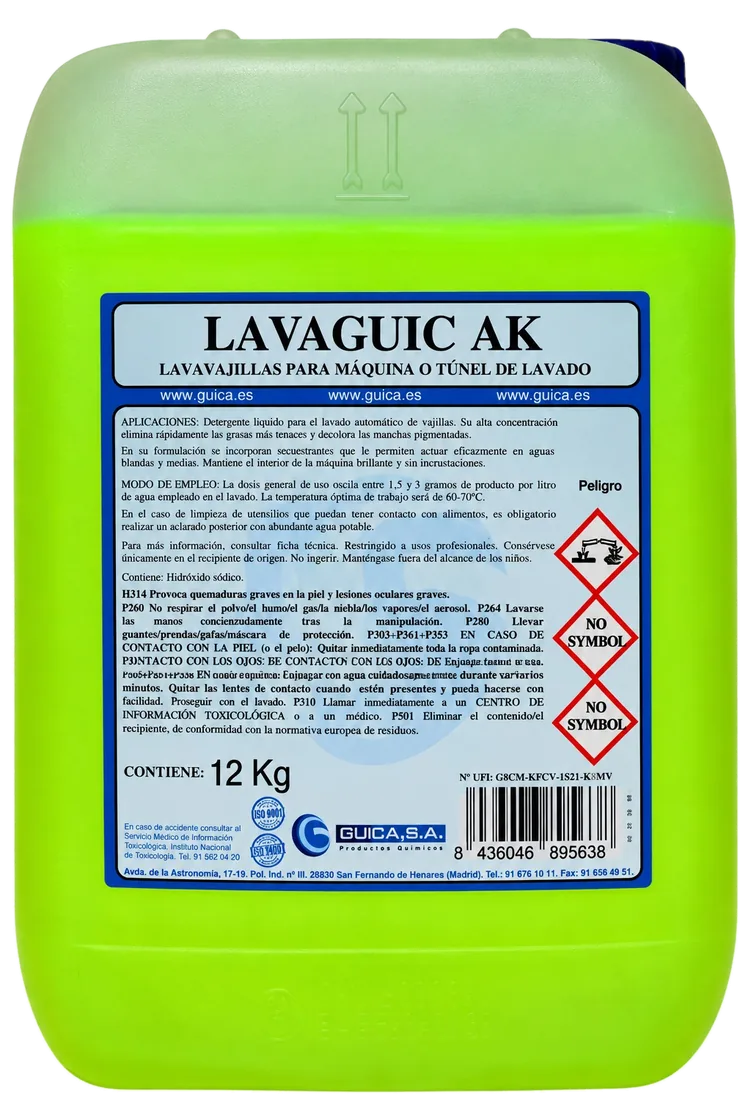 LAVAGUIC AK
LAVAVAJILLAS PARA MÁQUINA O TÚNEL DE LAVADO
www.guica.es www.guica.es www.guica.es
APLICACIONES: Detergente liquido para el lavado automático de vajillas. Su alta concentración
elimina rápidamente las grasas más tenaces y decolora las manchas pigmentadas.
En su formulación se incorporan secuestrantes que le permiten actuar eficazmente en aguas
blandas y medias. Mantiene el interior de la máquina brillante y sin incrustaciones.
MODO DE EMPLEO: La dosis general de uso oscila entre 1,5 y 3 gramos de producto por litro
de agua empleado en el lavado. La temperatura óptima de trabajo será de 60-70ºC.
Peligro
En el caso de limpieza de utensilios que puedan tener contacto con alimentos, es obligatorio
realizar un aclarado posterior con abundante agua potable.
Para más información, consultar ficha técnica. Restringido a usos profesionales. Consérvese
únicamente en el recipiente de origen. No ingerir. Manténgase fuera del alcance de los niños.
Contiene: Hidróxido sódico.
H314 Provoca quemaduras graves en la piel y lesiones oculares graves.
P260 No respirar el polvo/el humo/el gas/la niebla/los vapores/el aerosol. P264 Lavarse
las manos concienzudamente tras la manipulación. P280 Llevar
guantes/prendas/gafas/máscara de protección. P303+P361+P353 EN CASO DE
CONTACTO CON LA PIEL (o el pelo): Quitar inmediatamente toda la ropa contaminada.
CON LOS OJOS: CON LOS OJOS: DE
EN Enjuagar con agua durante
minutos. Quitar las lentes de contacto cuando estén presentes y pueda hacerse con
facilidad. Proseguir con el lavado. P310 Llamar inmediatamente a un CENTRO DE
INFORMACIÓN TOXICOLÓGICA o a un médico. P501 Eliminar el contenido/el
recipiente, de conformidad con la normativa europea de residuos.
NO
SYMBOL
NO
SYMBOL
CONTIENE: 12 Kg
Nº UFI: G8CM-KFCV-1S21-K8MV
En caso de accidente consultar al
Servicio Médico de Información
Toxicológica. Instituto Nacional
de Toxicología. Tel. 91 562 04 20
ISO 9001
GUICA,S.A.
Productos Químicos
8 436046 895638
Avda. de la Astronomía, 17-19. Pol. Ind. nº III. 28830 San Fernando de Henares (Madrid). Tel.: 91 676 10 11. Fax: 91 656 49 51.